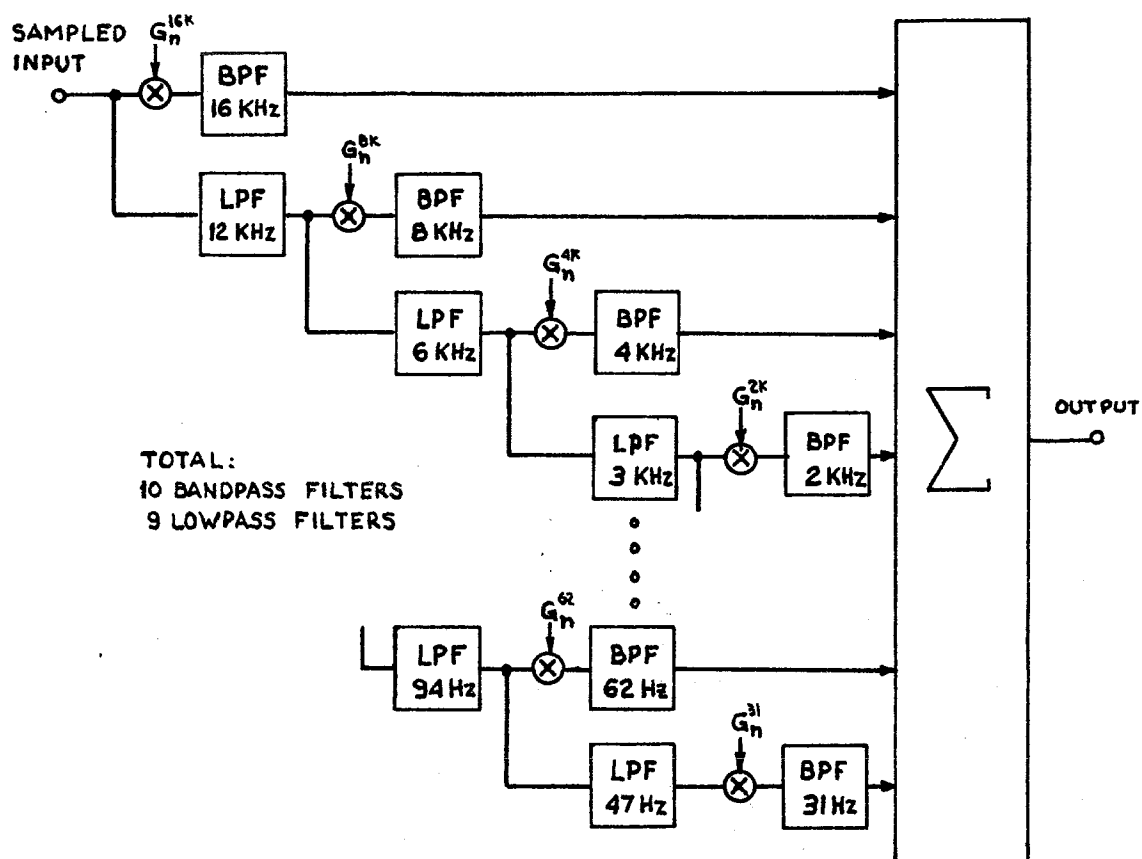 SAMPLED
INPUT
G_n^16K
BPF
16 KHz
G_n^8K
LPF
12 KHz
BPF
8 KHz
G_n^4K
LPF
6 KHz
BPF
4 KHz
G_n^2K
LPF
3 KHz
BPF
2 KHz
Σ
OUTPUT
TOTAL:
10 BANDPASS FILTERS
9 LOWPASS FILTERS
G_n^62
LPF
94 Hz
BPF
62 Hz
G_n^31
LPF
47 Hz
BPF
31 Hz